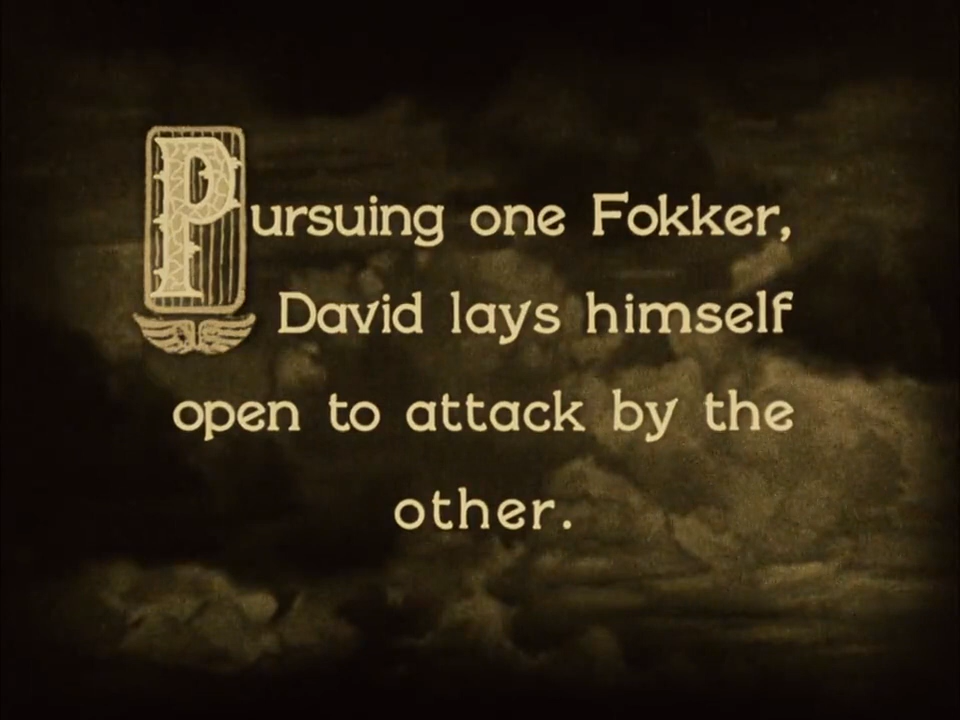 Pursuing one Fokker,
David lays himself
open to attack by the
other.